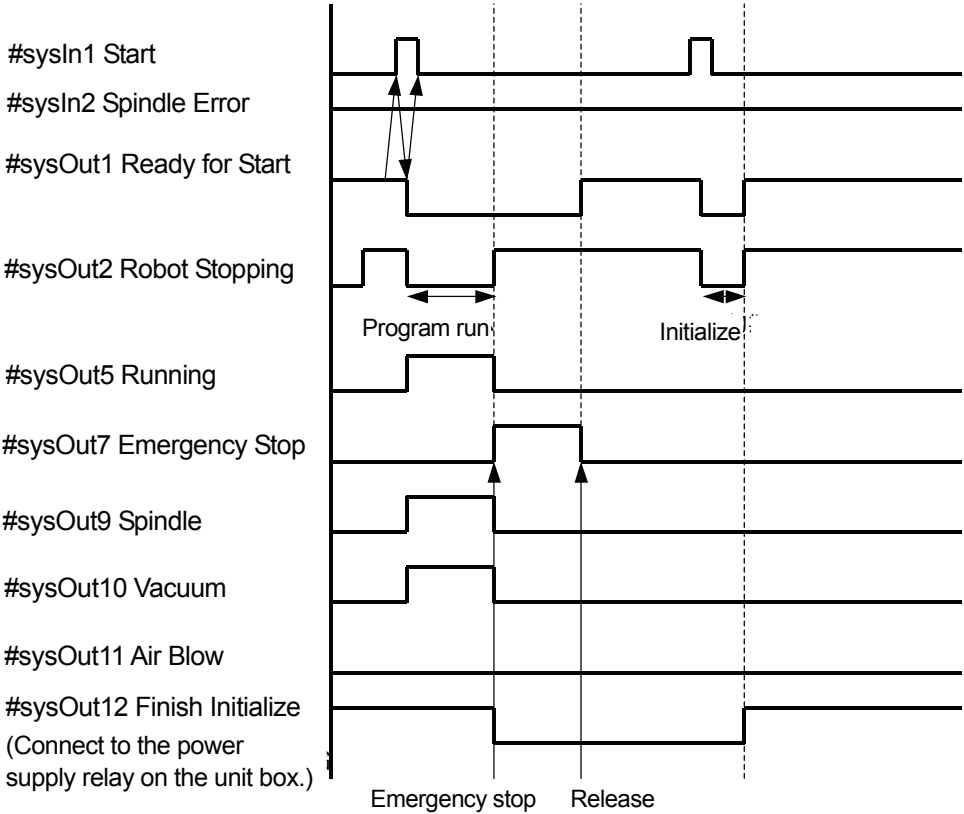 #sysIn1 Start
#sysIn2 Spindle Error
#sysOut1 Ready for Start
#sysOut2 Robot Stopping
Program run
Initialize
#sysOut5 Running
#sysOut7 Emergency Stop
#sysOut9 Spindle
#sysOut10 Vacuum
#sysOut11 Air Blow
#sysOut12 Finish Initialize
(Connect to the power
supply relay on the unit box.)
Emergency stop
Release